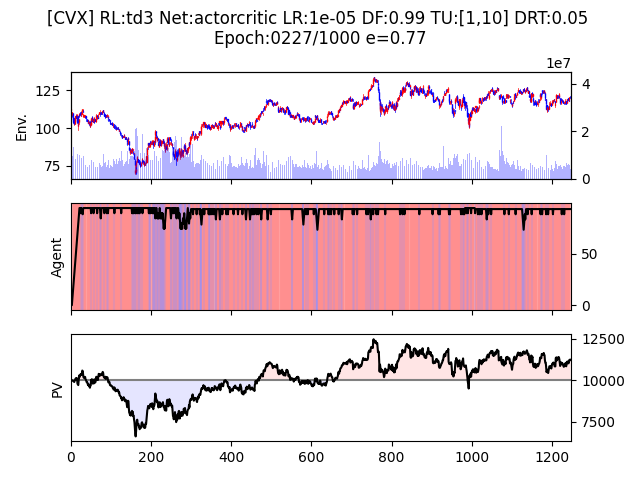 [CVX] RL:td3 Net:actorcritic LR:1e-05 DF:0.99 TU:[1,10] DRT:0.05
Epoch:0227/1000 e=0.77
1e7
Env.
125
100
75
4
2
0
Agent
50
0
PV
12500
10000
7500
0 200 400 600 800 1000 1200